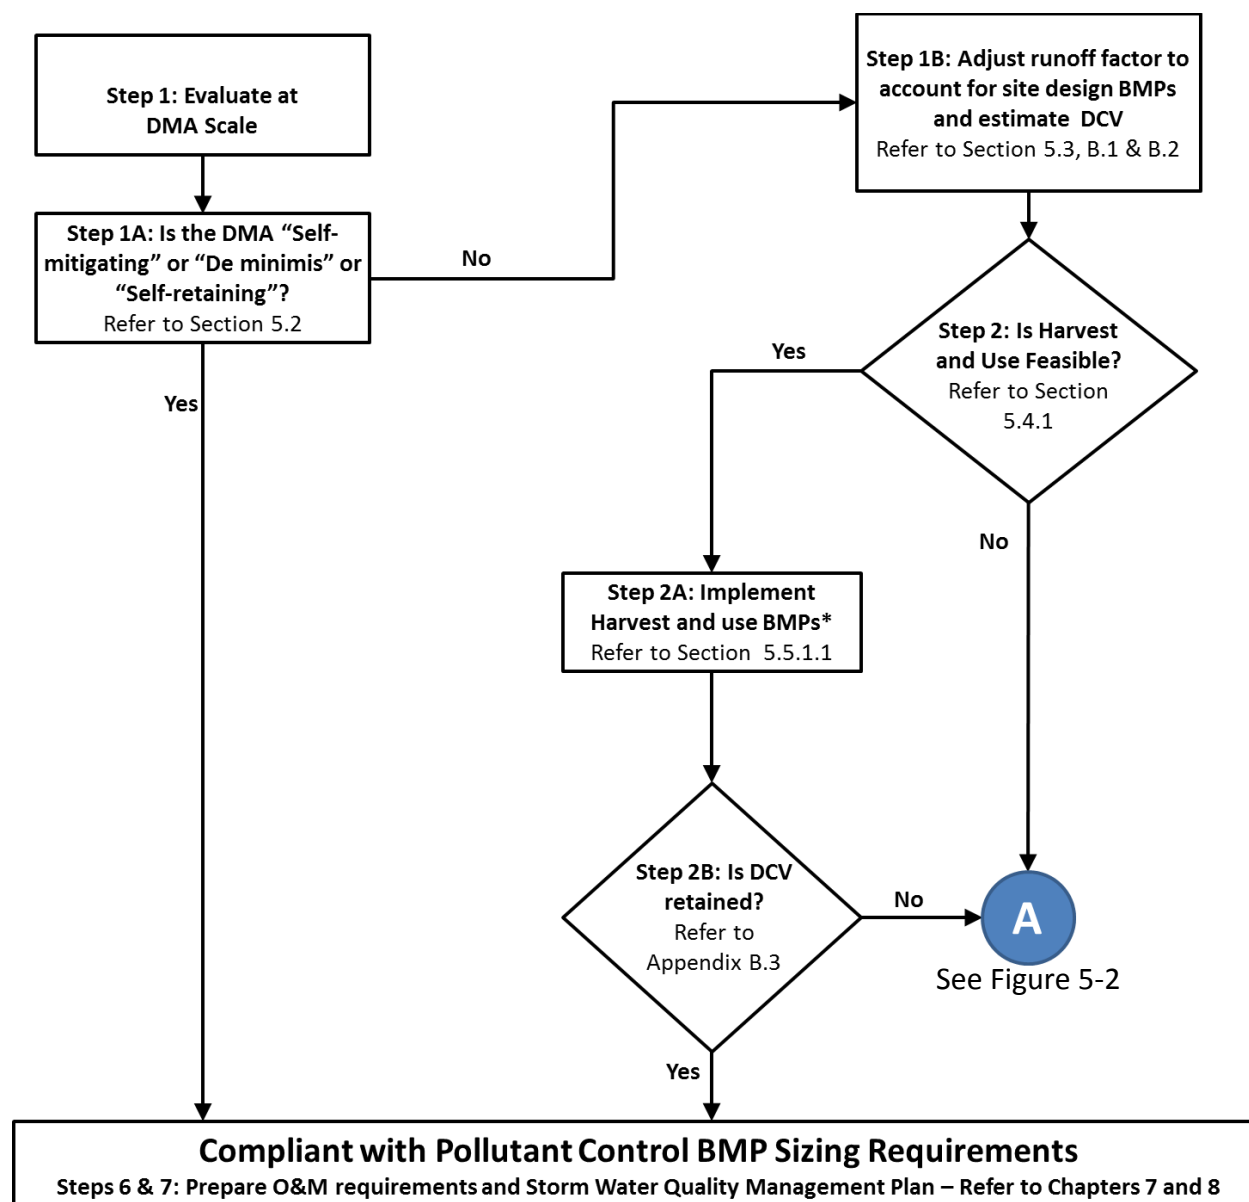 Step 1: Evaluate at
DMA Scale
Step 1B: Adjust runoff factor to
account for site design BMPs
and estimate DCV
Refer to Section 5.3, B.1 & B.2
Step 1A: Is the DMA “Self-
mitigating” or “De minimis” or
“Self-retaining”?
Refer to Section 5.2
No
Yes
Step 2: Is Harvest
and Use Feasible?
Refer to Section
5.4.1
Yes
No
Step 2A: Implement
Harvest and use BMPs*
Refer to Section 5.5.1.1
Step 2B: Is DCV
retained?
Refer to
Appendix B.3
No
A
See Figure 5-2
Yes
Compliant with Pollutant Control BMP Sizing Requirements
Steps 6 & 7: Prepare O&M requirements and Storm Water Quality Management Plan – Refer to Chapters 7 and 8